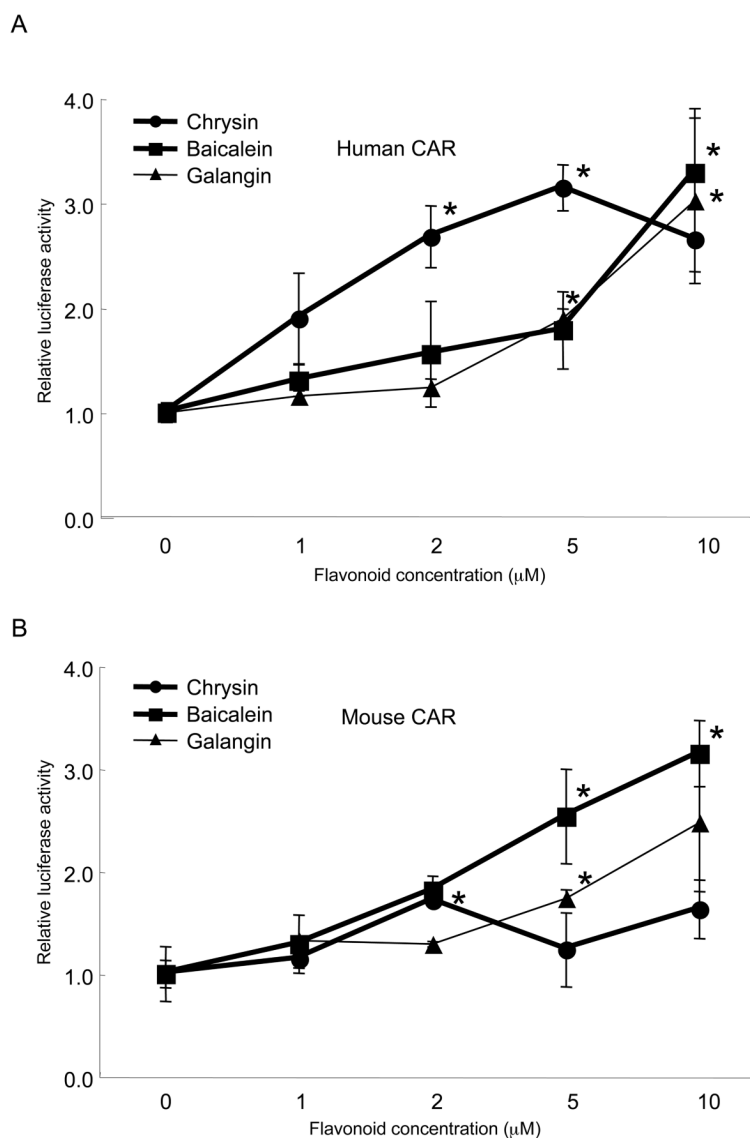 A
4.0
Chrysin
Baicalein
Human CAR
Galangin
*
*
*
*
*
3.0
2.0
1.0
0.0
Relative luciferase activity
0 1 2 5 10
Flavonoid concentration (μM)
B
4.0
Chrysin
Baicalein
Mouse CAR
Galangin
*
*
*
*
3.0
2.0
1.0
0.0
Relative luciferase activity
0 1 2 5 10
Flavonoid concentration (μM)